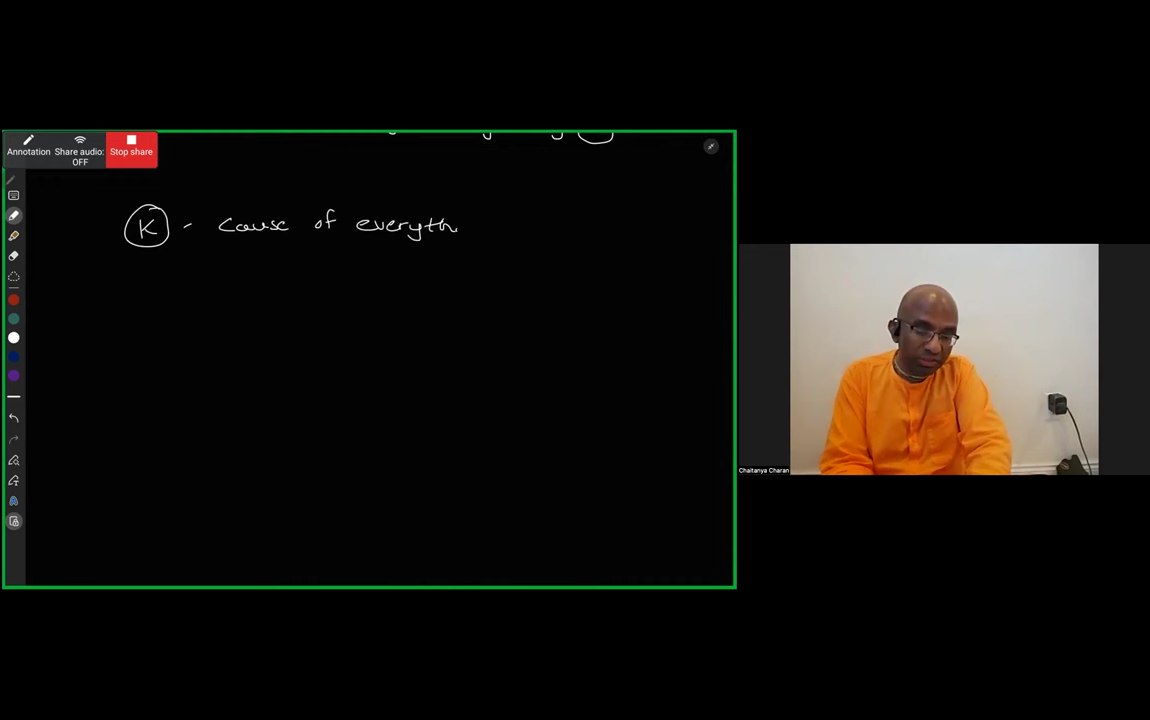 Annotation
Share audio:
OFF
Stop share
K - cause of everyth
Chaitanya Charan